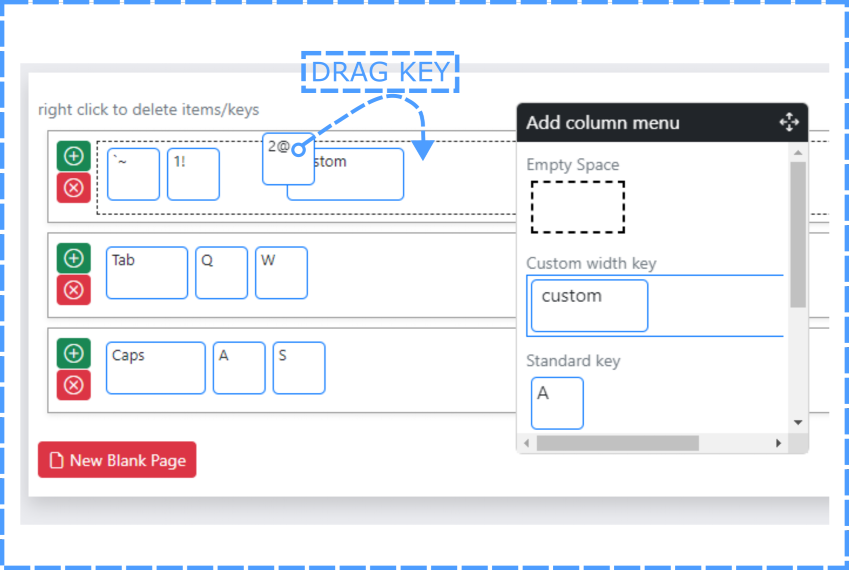 DRAG KEY
right click to delete items/keys
`~
1!
2@
stom
Tab
Q
W
Caps
A
S
New Blank Page
Add column menu
Empty Space
Custom width key
custom
Standard key
A